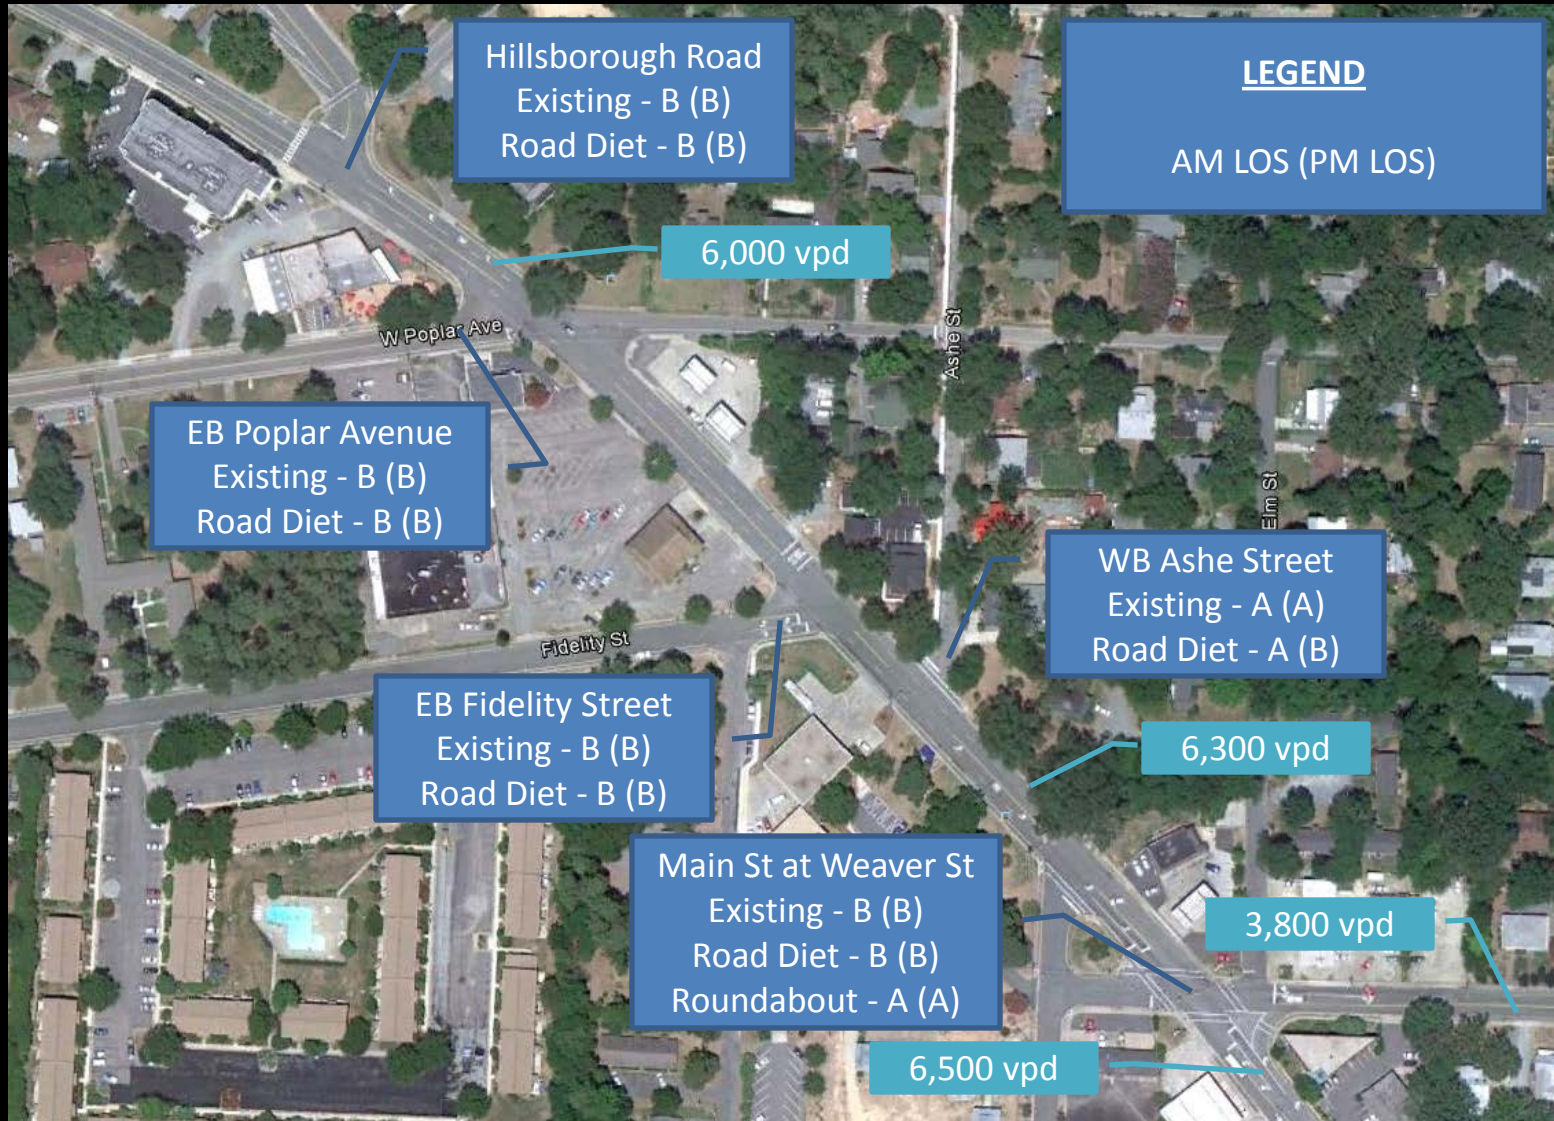 Hillsborough Road
Existing - B (B)
Road Diet - B (B)
LEGEND
AM LOS (PM LOS)
6,000 vpd
W Poplar Ave
Ashe St
EB Poplar Avenue
Existing - B (B)
Road Diet - B (B)
Elm St
WB Ashe Street
Existing - A (A)
Road Diet - A (B)
Fidelity St
EB Fidelity Street
Existing - B (B)
Road Diet - B (B)
6,300 vpd
Main St at Weaver St
Existing - B (B)
Road Diet - B (B)
Roundabout - A (A)
3,800 vpd
6,500 vpd